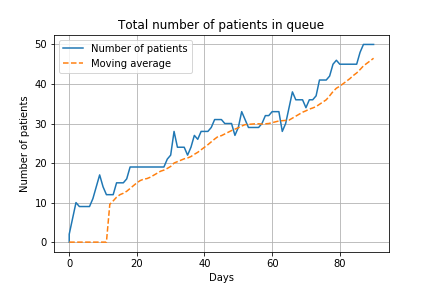 Total number of patients in queue
Number of patients
Moving average
50
40
30
20
10
0
Number of patients
0
20
40
60
80
Days